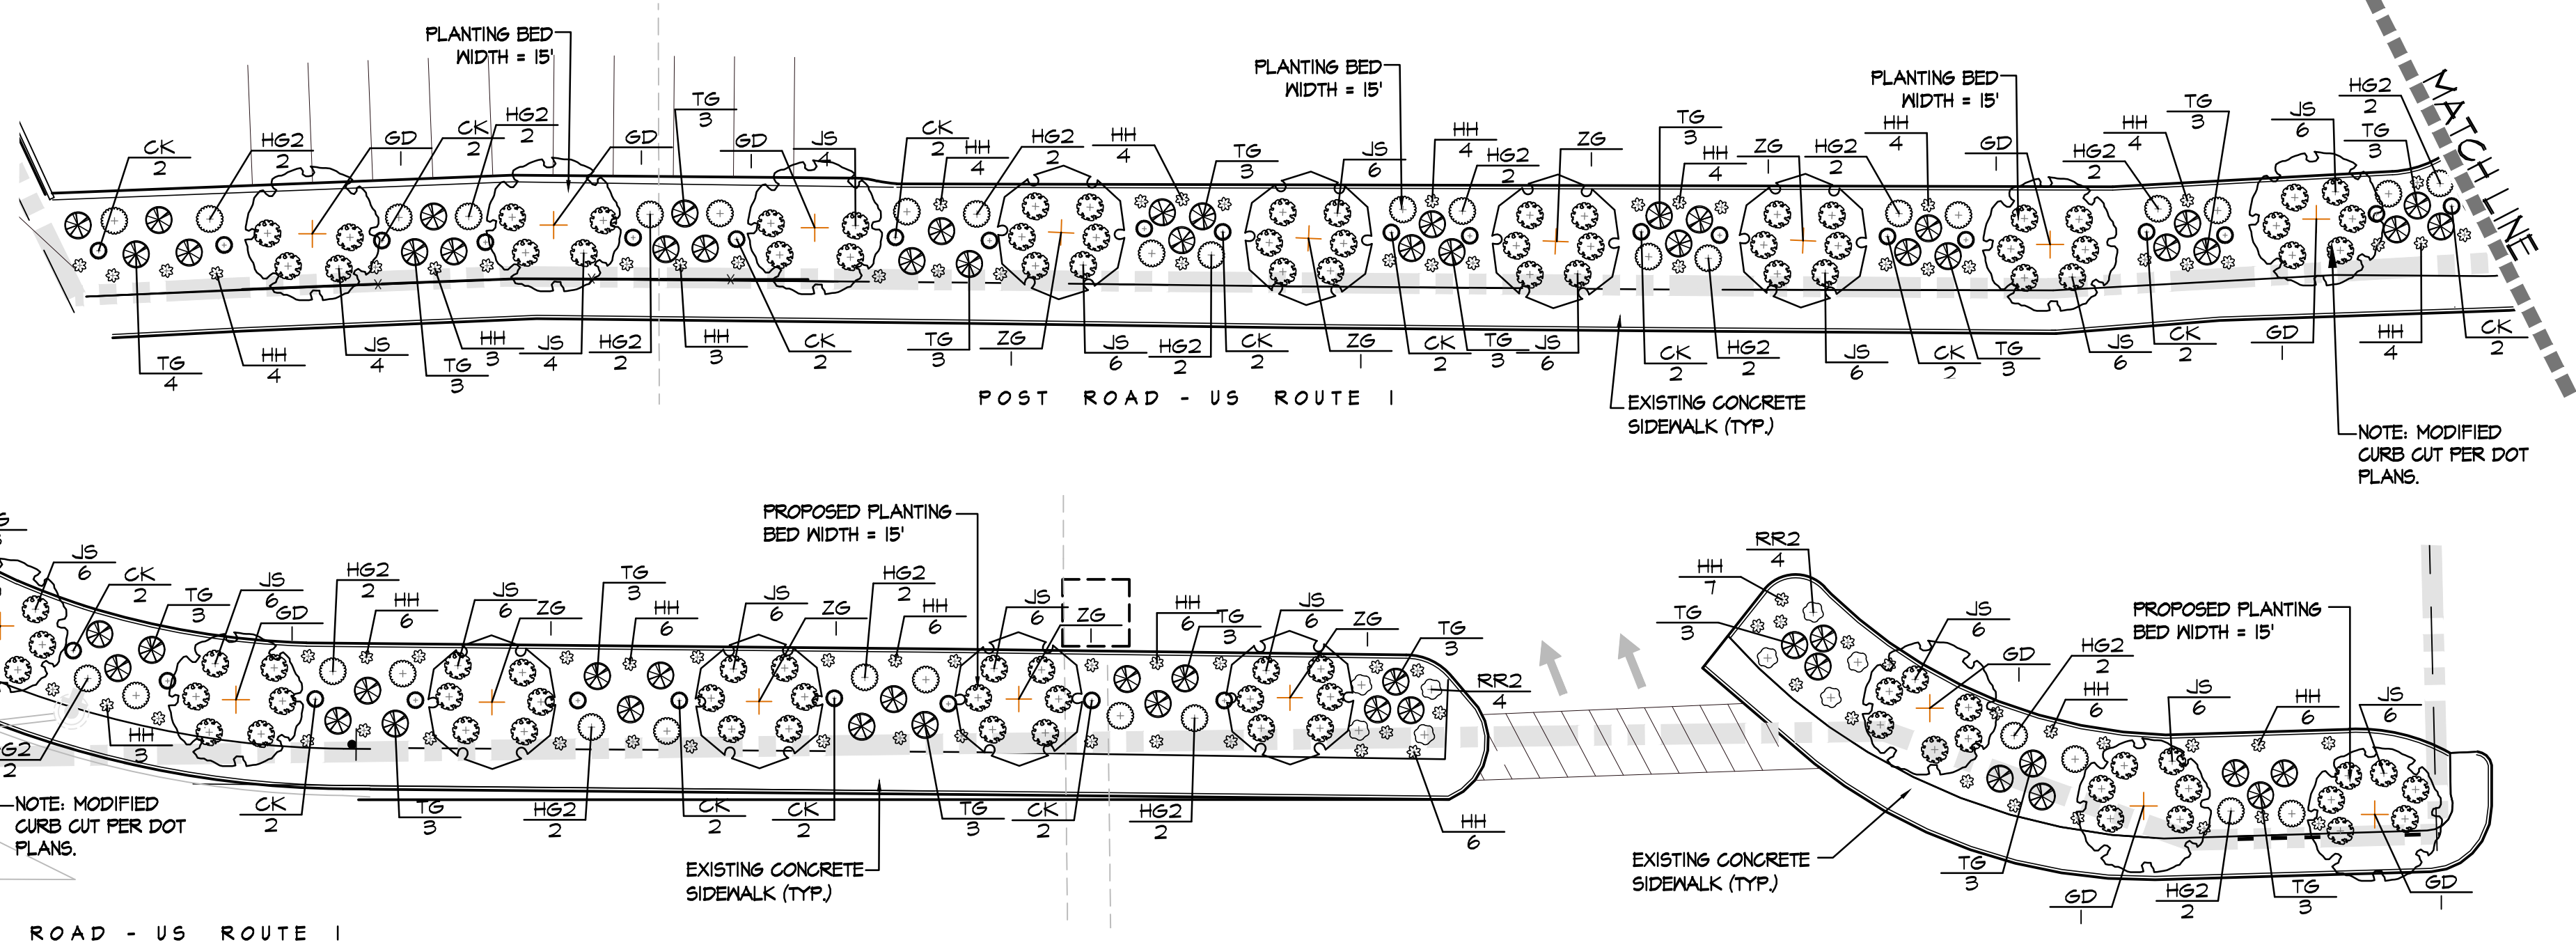 PLANTING BED
WIDTH = 15'
PLANTING BED
WIDTH = 15'
PLANTING BED
WIDTH = 15'
MATCH LINE
CK
2
HG2
2
GD
1
CK
2
HG2
2
GD
1
TG
3
GD
1
JS
4
CK
2
HH
4
HG2
2
HH
4
TG
3
JS
6
HH
4
HG2
2
ZG
1
TG
3
HH
4
ZG
1
HG2
2
HH
4
GD
1
HG2
2
HH
4
TG
3
JS
6
TG
3
HG2
2
TG
4
HH
4
JS
4
TG
3
HH
3
JS
4
HG2
2
HH
3
CK
2
TG
3
ZG
1
JS
6
HG2
2
CK
2
ZG
1
CK
2
TG
3
JS
6
CK
2
HG2
2
JS
6
CK
2
TG
3
JS
6
CK
2
GD
1
HH
4
CK
2
POST ROAD - US ROUTE 1
EXISTING CONCRETE
SIDEWALK (TYP.)
NOTE: MODIFIED
CURB CUT PER DOT
PLANS.
PROPOSED PLANTING
BED WIDTH = 15'
JS
6
CK
2
TG
3
JS
6
GD
1
HG2
2
HH
6
JS
6
ZG
1
TG
3
HH
6
JS
6
ZG
1
HG2
2
HH
6
JS
6
ZG
1
HH
6
TG
3
JS
6
ZG
1
TG
3
RR2
4
HH
7
RR2
4
TG
3
JS
6
GD
1
HG2
2
HH
6
JS
6
HH
6
JS
6
PROPOSED PLANTING
BED WIDTH = 15'
2
HH
3
CK
2
TG
3
HG2
2
CK
2
CK
2
TG
3
CK
2
HG2
2
HH
6
TG
3
GD
1
HG2
2
TG
3
GD
1
NOTE: MODIFIED
CURB CUT PER DOT
PLANS.
EXISTING CONCRETE
SIDEWALK (TYP.)
EXISTING CONCRETE
SIDEWALK (TYP.)
ROAD - US ROUTE 1